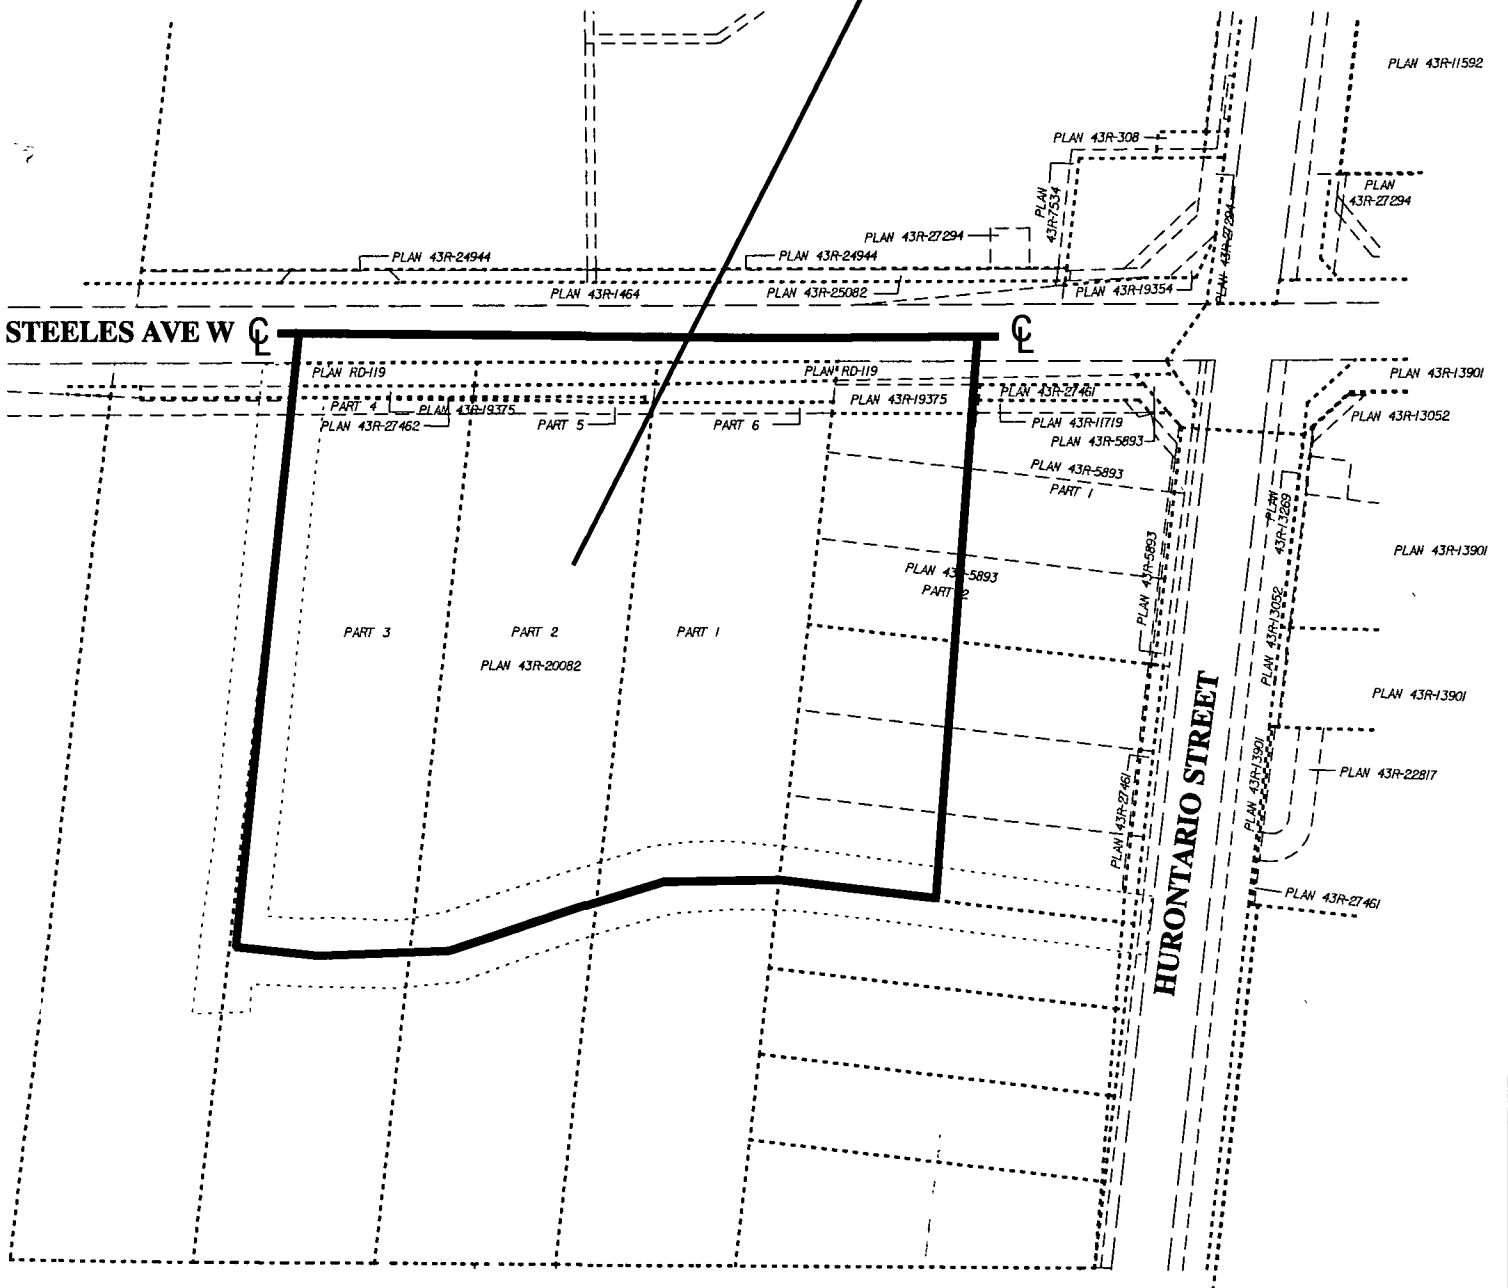 PLAN 43R-11592
PLAN 43R-308
PLAN
43R-7534
PLAN
43R-27294
PLAN 43R-27294
PLAN 43R-27294
PLAN 43R-24944
PLAN 43R-24944
PLAN 43R-1464
PLAN 43R-25082
PLAN 43R-19354
STEELES AVE W
CL
CL
PLAN RD-119
PLAN RD-119
PLAN 43R-13901
PART 4
PLAN 43R-19375
PLAN 43R-19375
PLAN 43R-27461
PLAN 43R-27462
PART 5
PART 6
PLAN 43R-11719
PLAN 43R-13052
PLAN 43R-5893
PLAN 43R-5893
PART 1
PLAN
43R-13269
PLAN 43R-13901
PLAN 43R-5893
PLAN 43R-5893
PART 2
PLAN 43R-13052
PART 3
PART 2
PART 1
PLAN 43R-20082
PLAN 43R-13901
HURONTARIO STREET
PLAN 43R-13901
PLAN 43R-22817
PLAN 43R-27461
PLAN 43R-27461